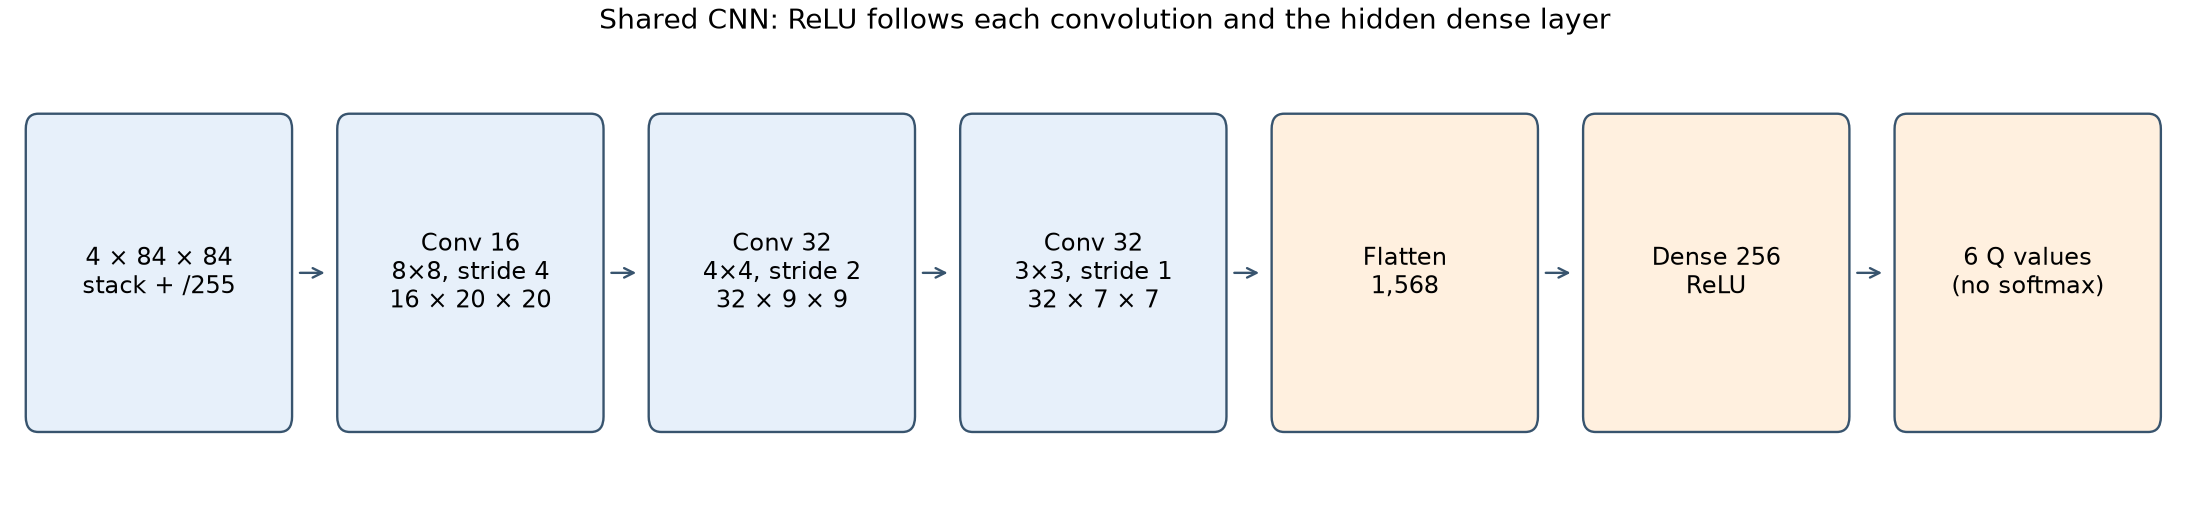 Shared CNN: ReLU follows each convolution and the hidden dense layer
4 × 84 × 84
stack + /255
Conv 16
8×8, stride 4
16 × 20 × 20
Conv 32
4×4, stride 2
32 × 9 × 9
Conv 32
3×3, stride 1
32 × 7 × 7
Flatten
1,568
Dense 256
ReLU
6 Q values
(no softmax)